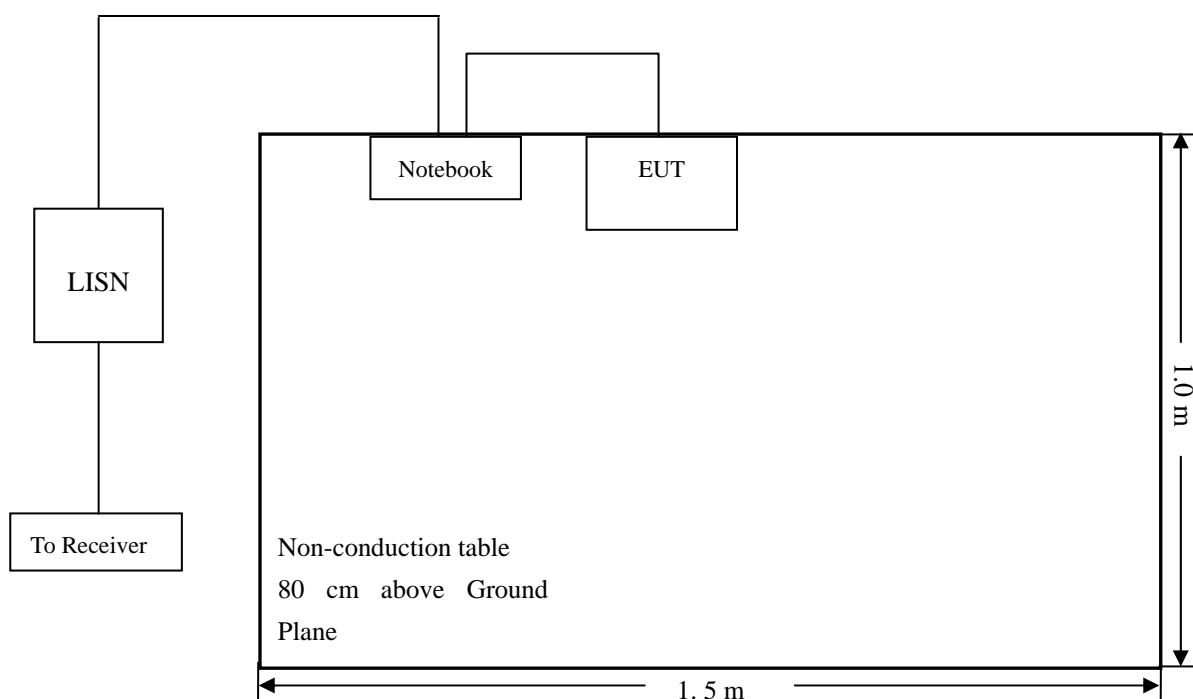 Notebook
EUT
LISN
1.0 m
To Receiver
Non-conduction table
80 cm above Ground
Plane
1. 5 m